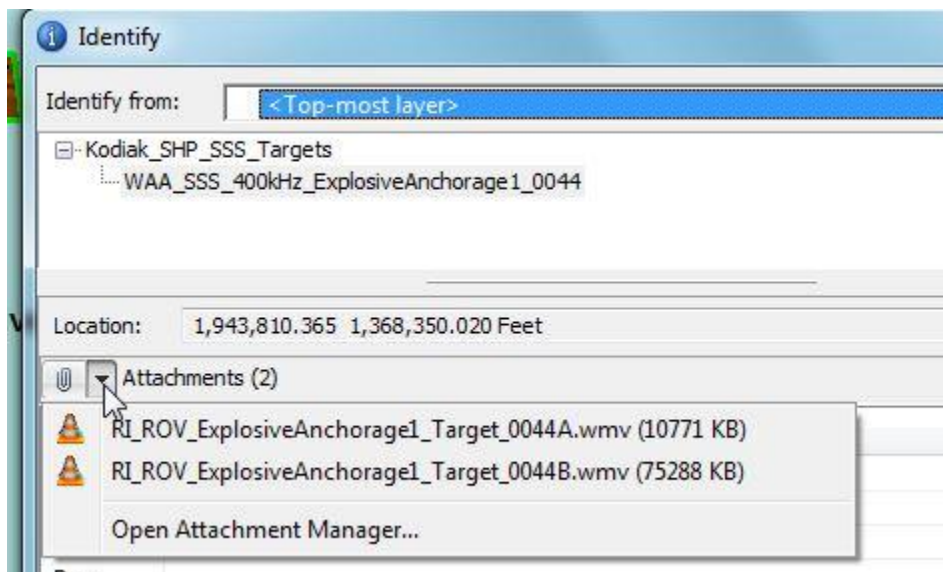 Identify
Identify from: <Top-most layer>
Kodiak_SHP_SSS_Targets
WAA_SSS_400kHz_ExplosiveAnchorage1_0044
Location: 1,943,810.365 1,368,350.020 Feet
Attachments (2)
RI_ROV_ExplosiveAnchorage1_Target_0044A.wmv (10771 KB)
RI_ROV_ExplosiveAnchorage1_Target_0044B.wmv (75288 KB)
Open Attachment Manager...